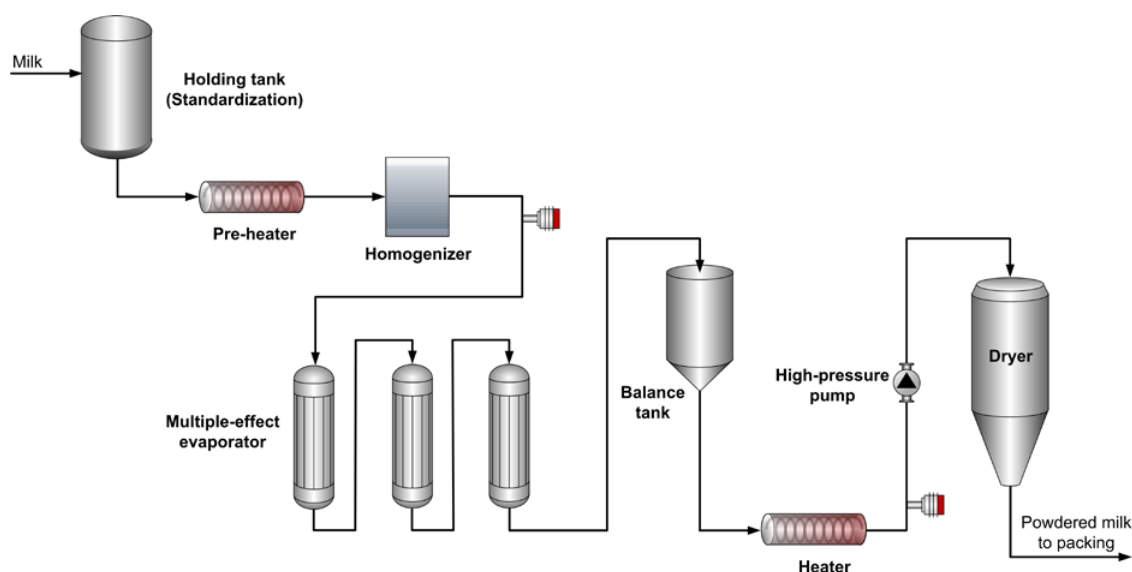 Milk
Holding tank
(Standardization)
Pre-heater
Homogenizer
Multiple-effect
evaporator
Balance
tank
High-pressure
pump
Dryer
Heater
Powdered milk
to packing